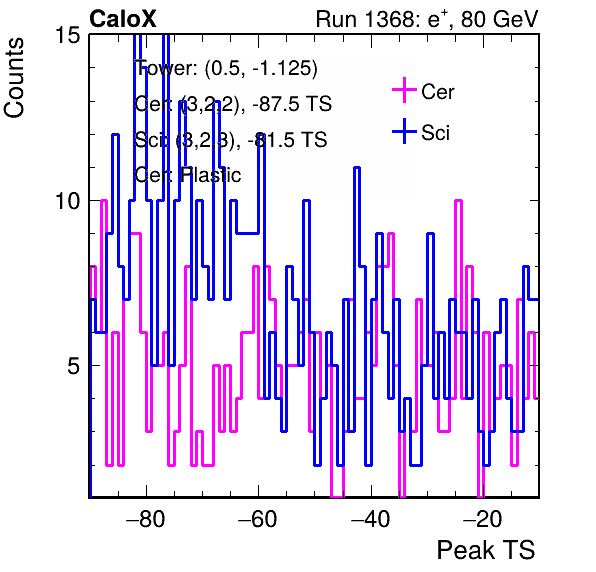 CaloX Run 1368: e+, 80 GeV
Counts
15
10
5
Tower: (0.5, -1.125)
Cer: (3,2,2), -87.5 TS
Sci: (3,2,3), -81.5 TS
Cer: Plastic
Cer
Sci
−80 −60 −40 −20
Peak TS